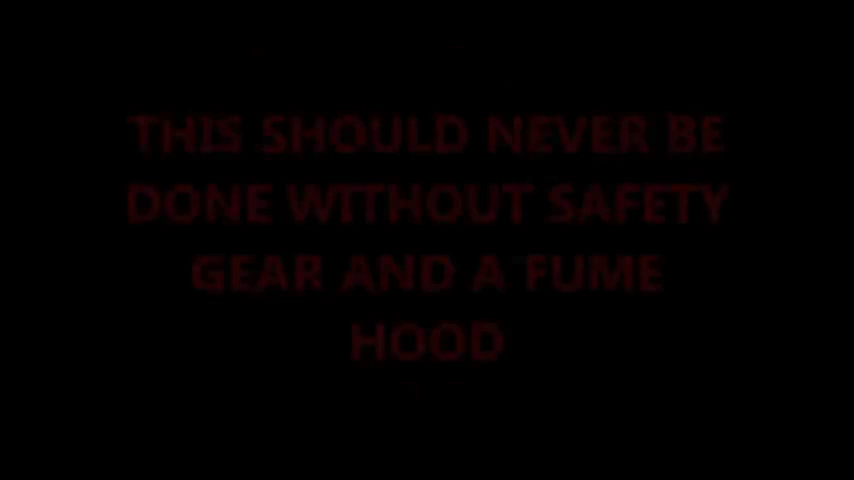 THIS SHOULD NEVER BE
DONE WITHOUT SAFETY
GEAR AND A FUME
HOOD